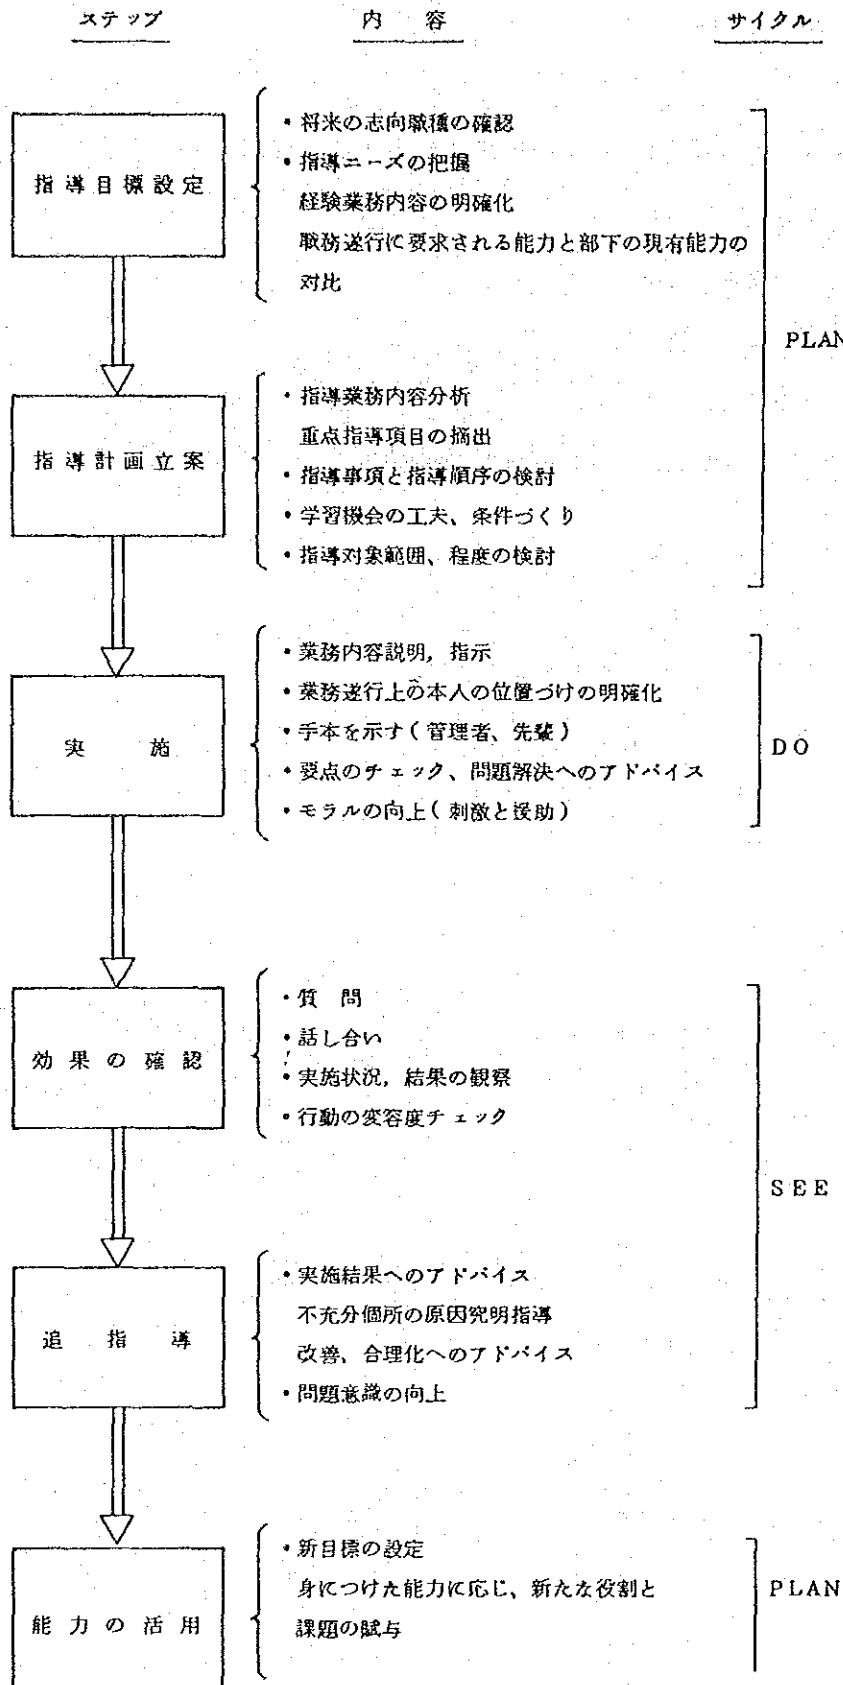 ステップ 内 容 サイクル
指導目標設定
・将来の志向職種の確認
・指導ニーズの把握
経験業務内容の明確化
職務遂行に要求される能力と部下の現有能力の
対比
PLAN
指導計画立案
・指導業務内容分析
重点指導項目の摘出
・指導事項と指導順序の検討
・学習機会の工夫、条件づくり
・指導対象範囲、程度の検討
実 施
・業務内容説明，指示
・業務遂行上の本人の位置づけの明確化
・手本を示す（管理者、先輩）
・要点のチェック、問題解決へのアドバイス
・モラルの向上（刺激と援助）
DO
効果の確認
・質 問
・話し合い
・実施状況，結果の観察
・行動の変容度チェック
SEE
追 指 導
・実施結果へのアドバイス
不充分個所の原因究明指導
改善、合理化へのアドバイス
・問題意識の向上
能力の活用
・新目標の設定
身につけた能力に応じ、新たな役割と
課題の賦与
PLAN